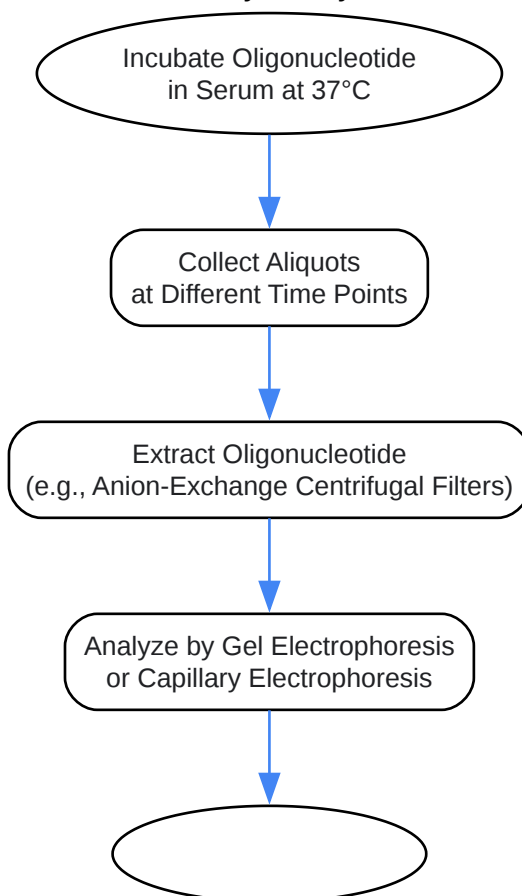 Incubate Oligonucleotide
in Serum at 37°C
Collect Aliquots
at Different Time Points
Extract Oligonucleotide
(e.g., Anion-Exchange Centrifugal Filters)
Analyze by Gel Electrophoresis
or Capillary Electrophoresis